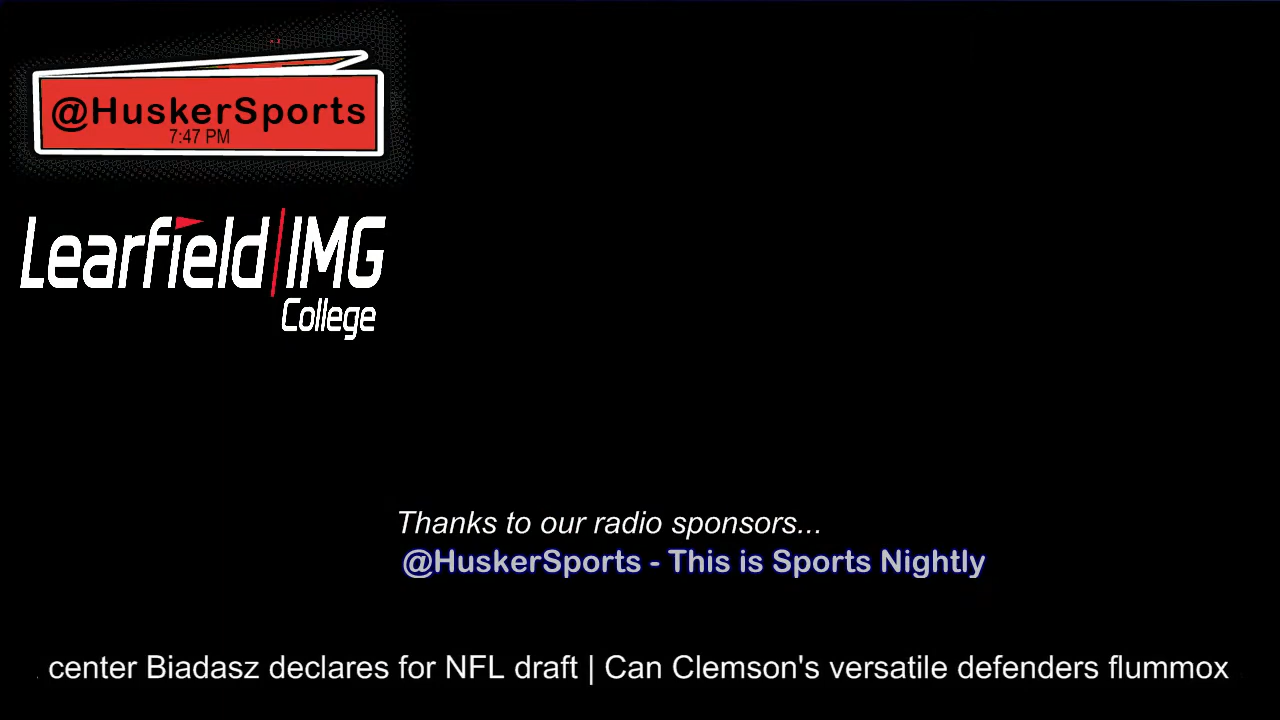 @HuskerSports
7:47 PM
Learfield/IMG
College
Thanks to our radio sponsors...
@HuskerSports - This is Sports Nightly
center Biadasz declares for NFL draft | Can Clemson's versatile defenders flummox